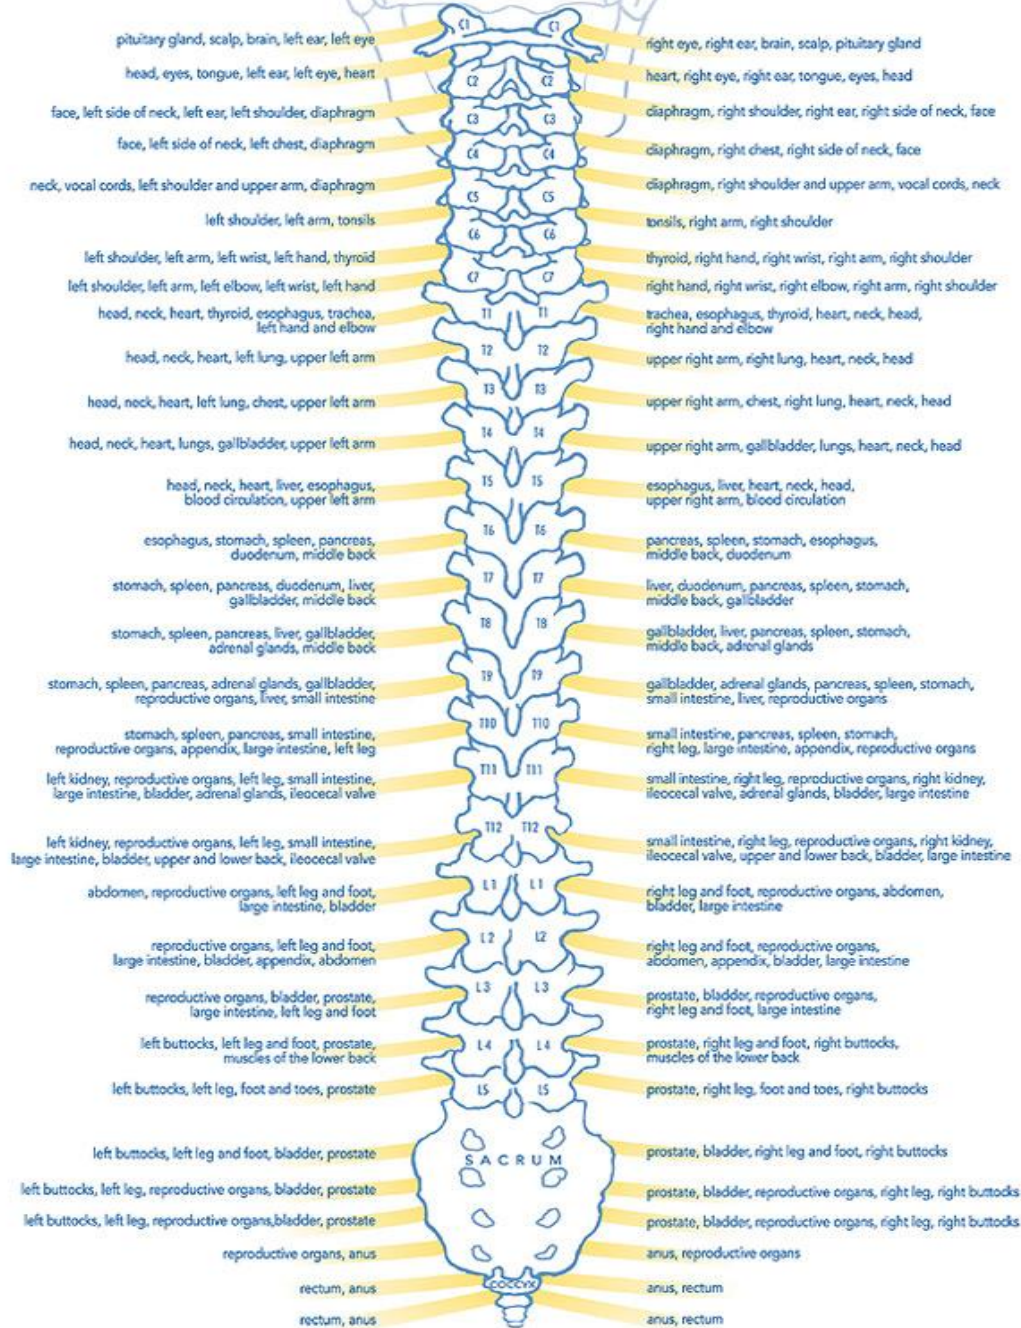 C1 C1
pituitary gland, scalp, brain, left ear, left eye
right eye, right ear, brain, scalp, pituitary gland
head, eyes, tongue, left ear, left eye, heart
C2 C2
heart, right eye, right ear, tongue, eyes, head
face, left side of neck, left ear, left shoulder, diaphragm
C3 C3
diaphragm, right shoulder, right ear, right side of neck, face
face, left side of neck, left chest, diaphragm
C4 C4
diaphragm, right chest, right side of neck, face
neck, vocal cords, left shoulder and upper arm, diaphragm
C5 C5
diaphragm, right shoulder and upper arm, vocal cords, neck
left shoulder, left arm, tonsils
C6 C6
tonsils, right arm, right shoulder
left shoulder, left arm, left wrist, left hand, thyroid
C7 C7
thyroid, right hand, right wrist, right arm, right shoulder
left shoulder, left arm, left elbow, left wrist, left hand
right hand, right wrist, right elbow, right arm, right shoulder
head, neck, heart, thyroid, esophagus, trachea,
left hand and elbow
T1 T1
trachea, esophagus, thyroid, heart, neck, head,
right hand and elbow
head, neck, heart, left lung, upper left arm
T2 T2
upper right arm, right lung, heart, neck, head
head, neck, heart, left lung, chest, upper left arm
T3 T3
upper right arm, chest, right lung, heart, neck, head
head, neck, heart, lungs, gallbladder, upper left arm
T4 T4
upper right arm, gallbladder, lungs, heart, neck, head
head, neck, heart, liver, esophagus,
blood circulation, upper left arm
T5 T5
esophagus, liver, heart, neck, head,
upper right arm, blood circulation
esophagus, stomach, spleen, pancreas,
duodenum, middle back
T6 T6
pancreas, spleen, stomach, esophagus,
middle back, duodenum
stomach, spleen, pancreas, duodenum, liver,
gallbladder, middle back
T7 T7
liver, duodenum, pancreas, spleen, stomach,
middle back, gallbladder
stomach, spleen, pancreas, liver, gallbladder,
adrenal glands, middle back
T8 T8
gallbladder, liver, pancreas, spleen, stomach,
middle back, adrenal glands
stomach, spleen, pancreas, adrenal glands, gallbladder,
reproductive organs, liver, small intestine
T9 T9
gallbladder, adrenal glands, pancreas, spleen, stomach,
small intestine, liver, reproductive organs
stomach, spleen, pancreas, small intestine,
reproductive organs, appendix, large intestine, left leg
T10 T10
small intestine, pancreas, spleen, stomach,
right leg, large intestine, appendix, reproductive organs
left kidney, reproductive organs, left leg, small intestine,
large intestine, bladder, adrenal glands, ileocecal valve
T11 T11
small intestine, right leg, reproductive organs, right kidney,
ileocecal valve, adrenal glands, bladder, large intestine
left kidney, reproductive organs, left leg, small intestine,
large intestine, bladder, upper and lower back, ileocecal valve
T12 T12
small intestine, right leg, reproductive organs, right kidney,
ileocecal valve, upper and lower back, bladder, large intestine
abdomen, reproductive organs, left leg and foot,
large intestine, bladder
L1 L1
right leg and foot, reproductive organs, abdomen,
bladder, large intestine
reproductive organs, left leg and foot,
large intestine, bladder, appendix, abdomen
L2 L2
right leg and foot, reproductive organs,
abdomen, appendix, bladder, large intestine
reproductive organs, bladder, prostate,
large intestine, left leg and foot
L3 L3
prostate, bladder, reproductive organs,
right leg and foot, large intestine
left buttocks, left leg and foot, prostate,
muscles of the lower back
L4 L4
prostate, right leg and foot, right buttocks,
muscles of the lower back
left buttocks, left leg, foot and toes, prostate
L5 L5
prostate, right leg, foot and toes, right buttocks
left buttocks, left leg and foot, bladder, prostate
SACRUM
prostate, bladder, right leg and foot, right buttocks
left buttocks, left leg, reproductive organs, bladder, prostate
prostate, bladder, reproductive organs, right leg, right buttocks
left buttocks, left leg, reproductive organs,bladder, prostate
prostate, bladder, reproductive organs, right leg, right buttocks
reproductive organs, anus
anus, reproductive organs
rectum, anus
COCCYX
anus, rectum
rectum, anus
anus, rectum